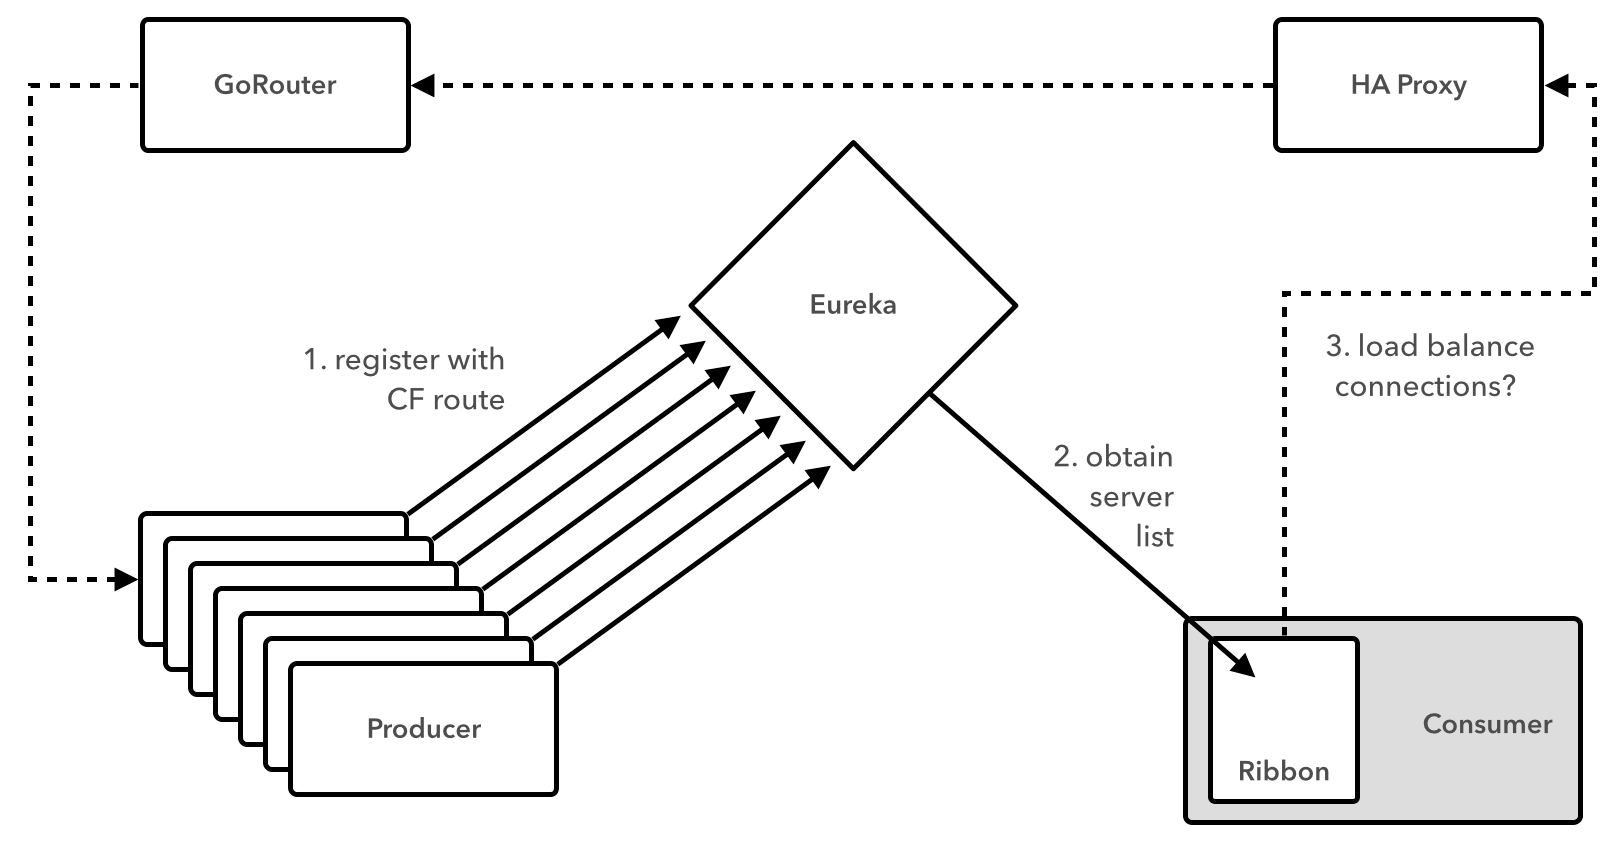 GoRouter
HA Proxy
Eureka
1. register with
CF route
3. load balance
connections?
2. obtain
server
list
Producer
Consumer
Ribbon